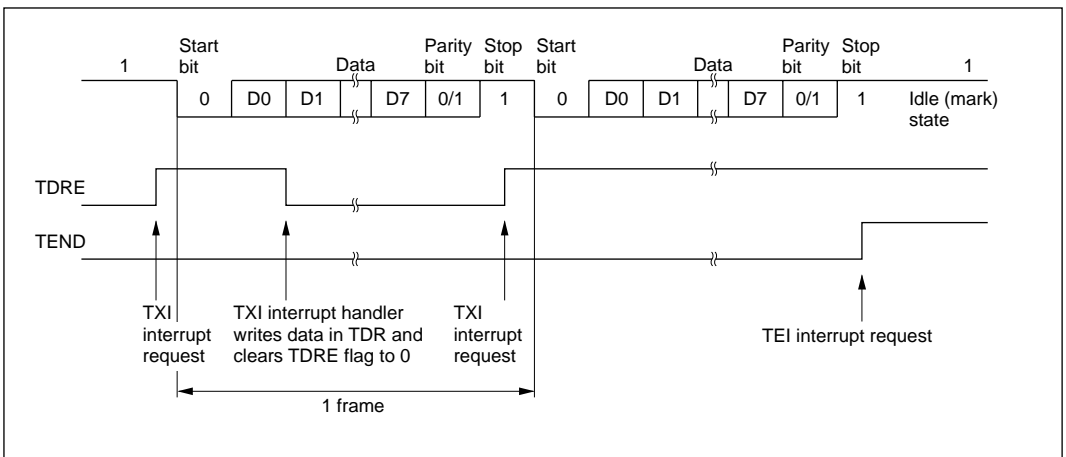 Start Parity Stop Start Parity Stop
1 bit Data bit bit bit Data bit bit 1
0 D0 D1 D7 0/1 1 0 D0 D1 D7 0/1 1 Idle (mark)
state
TDRE
TEND
TXI TXI interrupt handler TXI
interrupt writes data in TDR and interrupt TEI interrupt request
request clears TDRE flag to 0 request
1 frame